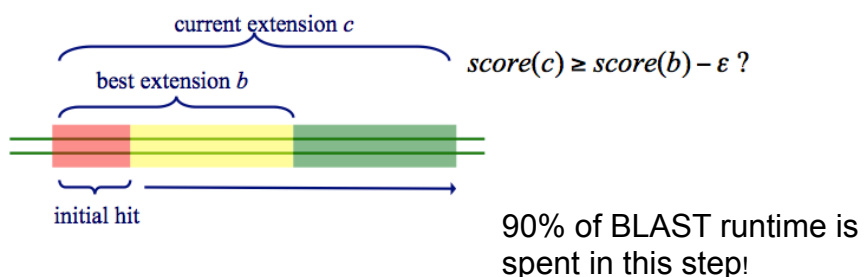 current extension c
score(c) ≥ score(b) – ε ?
best extension b
initial hit
90% of BLAST runtime is
spent in this step!